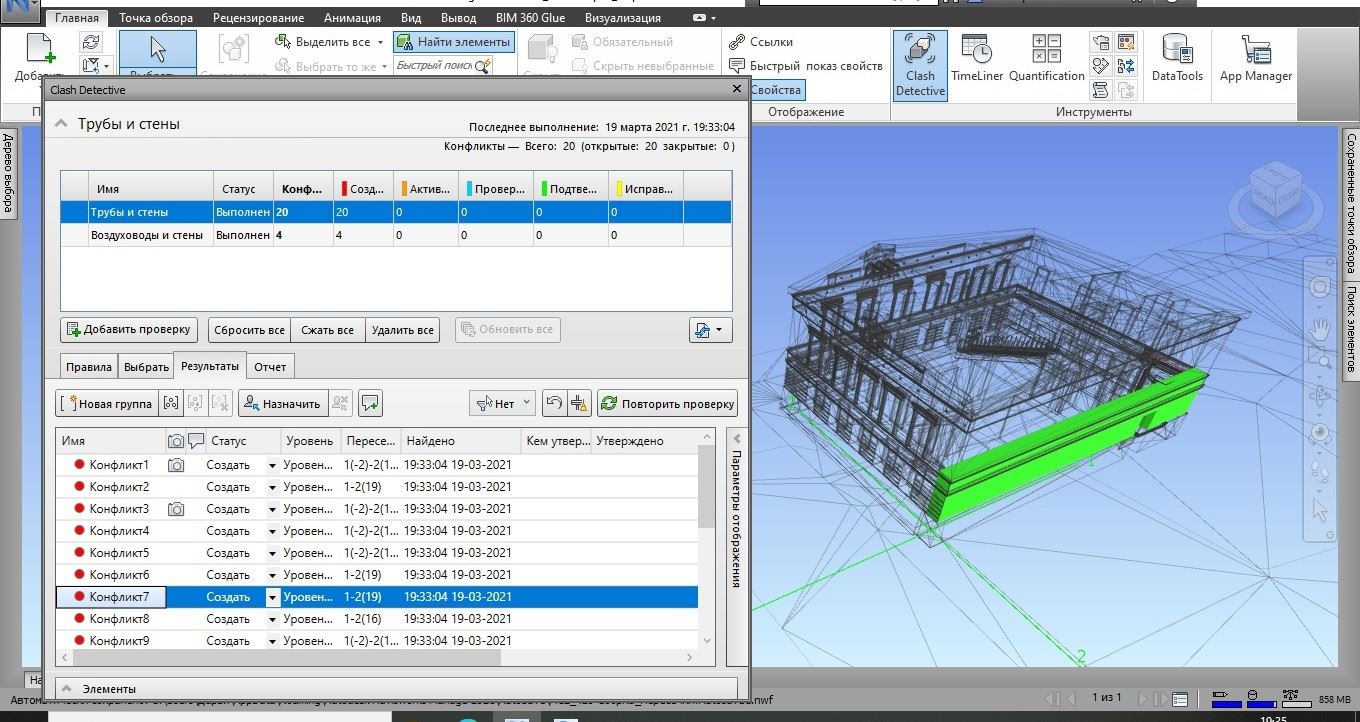 Главная Точка обзора Рецензирование Анимация Вид Вывод BIM 360 Glue Визуализация
Выделить все
Найти элементы
Обязательный
Ссылки
Выбрать то же
Быстрый поиск
Скрыть невыбранные
Быстрый показ свойств
Свойства
Clash Detective
TimeLiner
Quantification
DataTools
App Manager
Отображение
Инструменты
Clash Detective
Трубы и стены
Последнее выполнение: 19 марта 2021 г. 19:33:04
Конфликты — Всего: 20 (открытые: 20 закрытые: 0 )
Имя Статус Конф... Созд... Актив... Провер... Подтве... Исправ...
Трубы и стены Выполнен 20 20 0 0 0 0
Воздуховоды и стены Выполнен 4 4 0 0 0 0
Добавить проверку Сбросить все Сжать все Удалить все Обновить все
Правила Выбрать Результаты Отчет
Новая группа Назначить Нет Повторить проверку
Имя Статус Уровень Пересе... Найдено Кем утвер... Утверждено
Конфликт1 Создать Уровен... 1(-2)-2(1... 19:33:04 19-03-2021
Конфликт2 Создать Уровен... 1-2(19) 19:33:04 19-03-2021
Конфликт3 Создать Уровен... 1(-2)-2(1... 19:33:04 19-03-2021
Конфликт4 Создать Уровен... 1(-2)-2(1... 19:33:04 19-03-2021
Конфликт5 Создать Уровен... 1(-2)-2(1... 19:33:04 19-03-2021
Конфликт6 Создать Уровен... 1-2(19) 19:33:04 19-03-2021
Конфликт7 Создать Уровен... 1-2(19) 19:33:04 19-03-2021
Конфликт8 Создать Уровен... 1-2(16) 19:33:04 19-03-2021
Конфликт9 Создать Уровен... 1(-2)-2(1... 19:33:04 19-03-2021
Элементы
Параметры отображения
Дерево выбора
Сохраненные точки обзора
Поиск элементов
1
2
1 из 1
858 MB
10:25